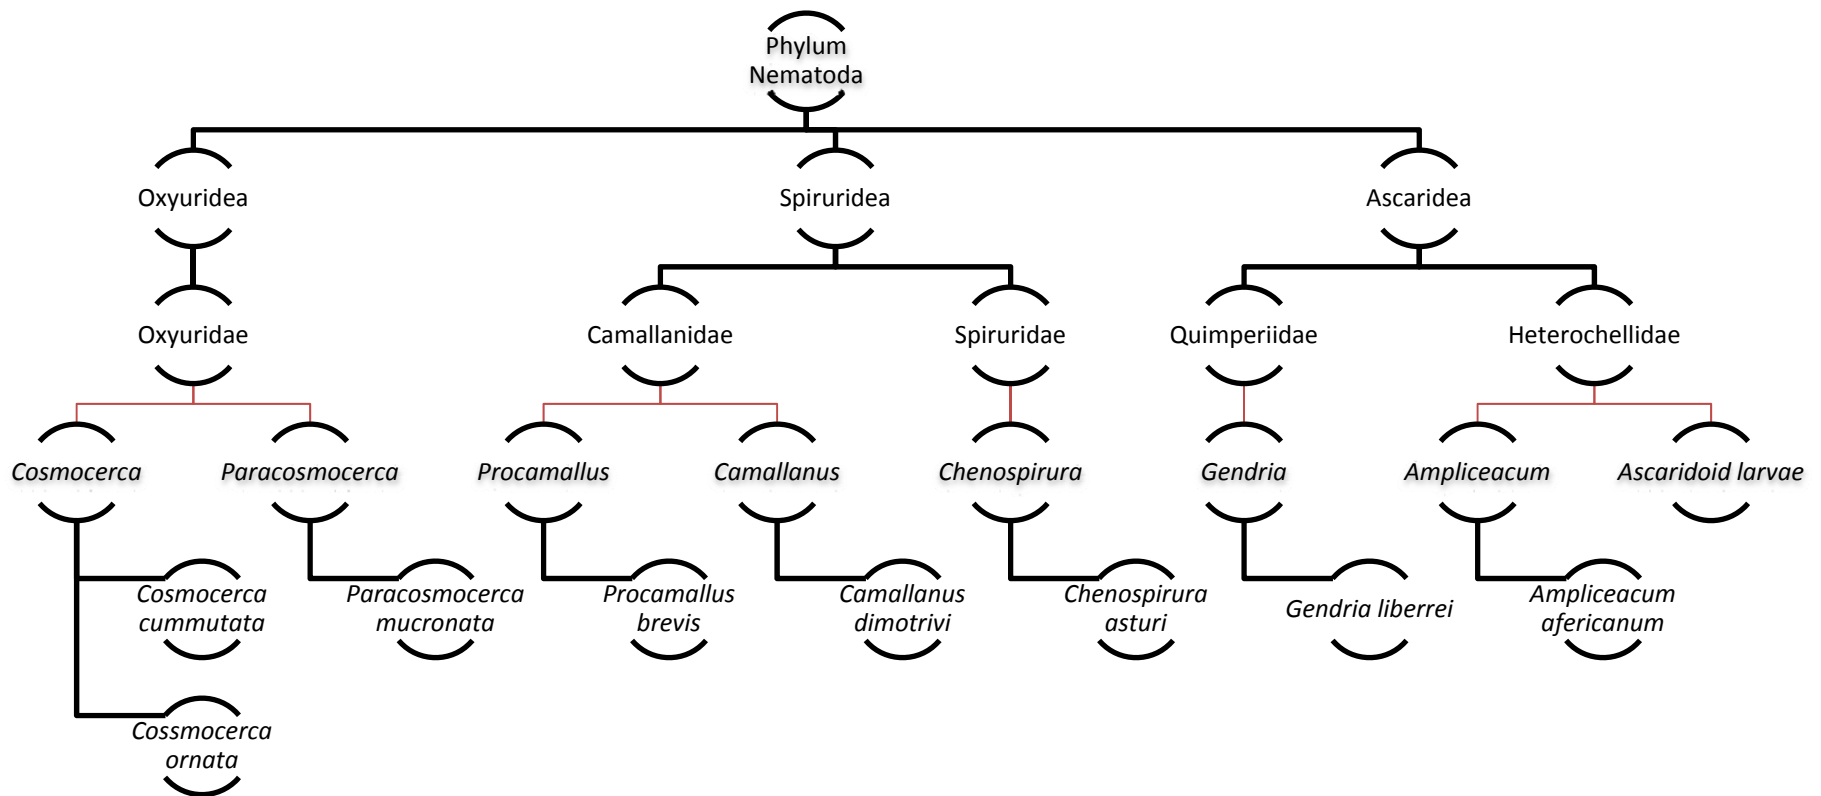 Phylum
Nematoda
Oxyuridea
Spiruridea
Ascaridea
Oxyuridae
Camallanidae
Spiruridae
Quimperiidae
Heterochellidae
Cosmocerca
Paracosmocerca
Procamallus
Camallanus
Chenospirura
Gendria
Ampliceacum
Ascaridoid larvae
Cosmocerca
cummutata
Paracosmocerca
mucronata
Procamallus
brevis
Camallanus
dimotrivi
Chenospirura
asturi
Gendria liberrei
Ampliceacum
afericanum
Cossmocerca
ornata